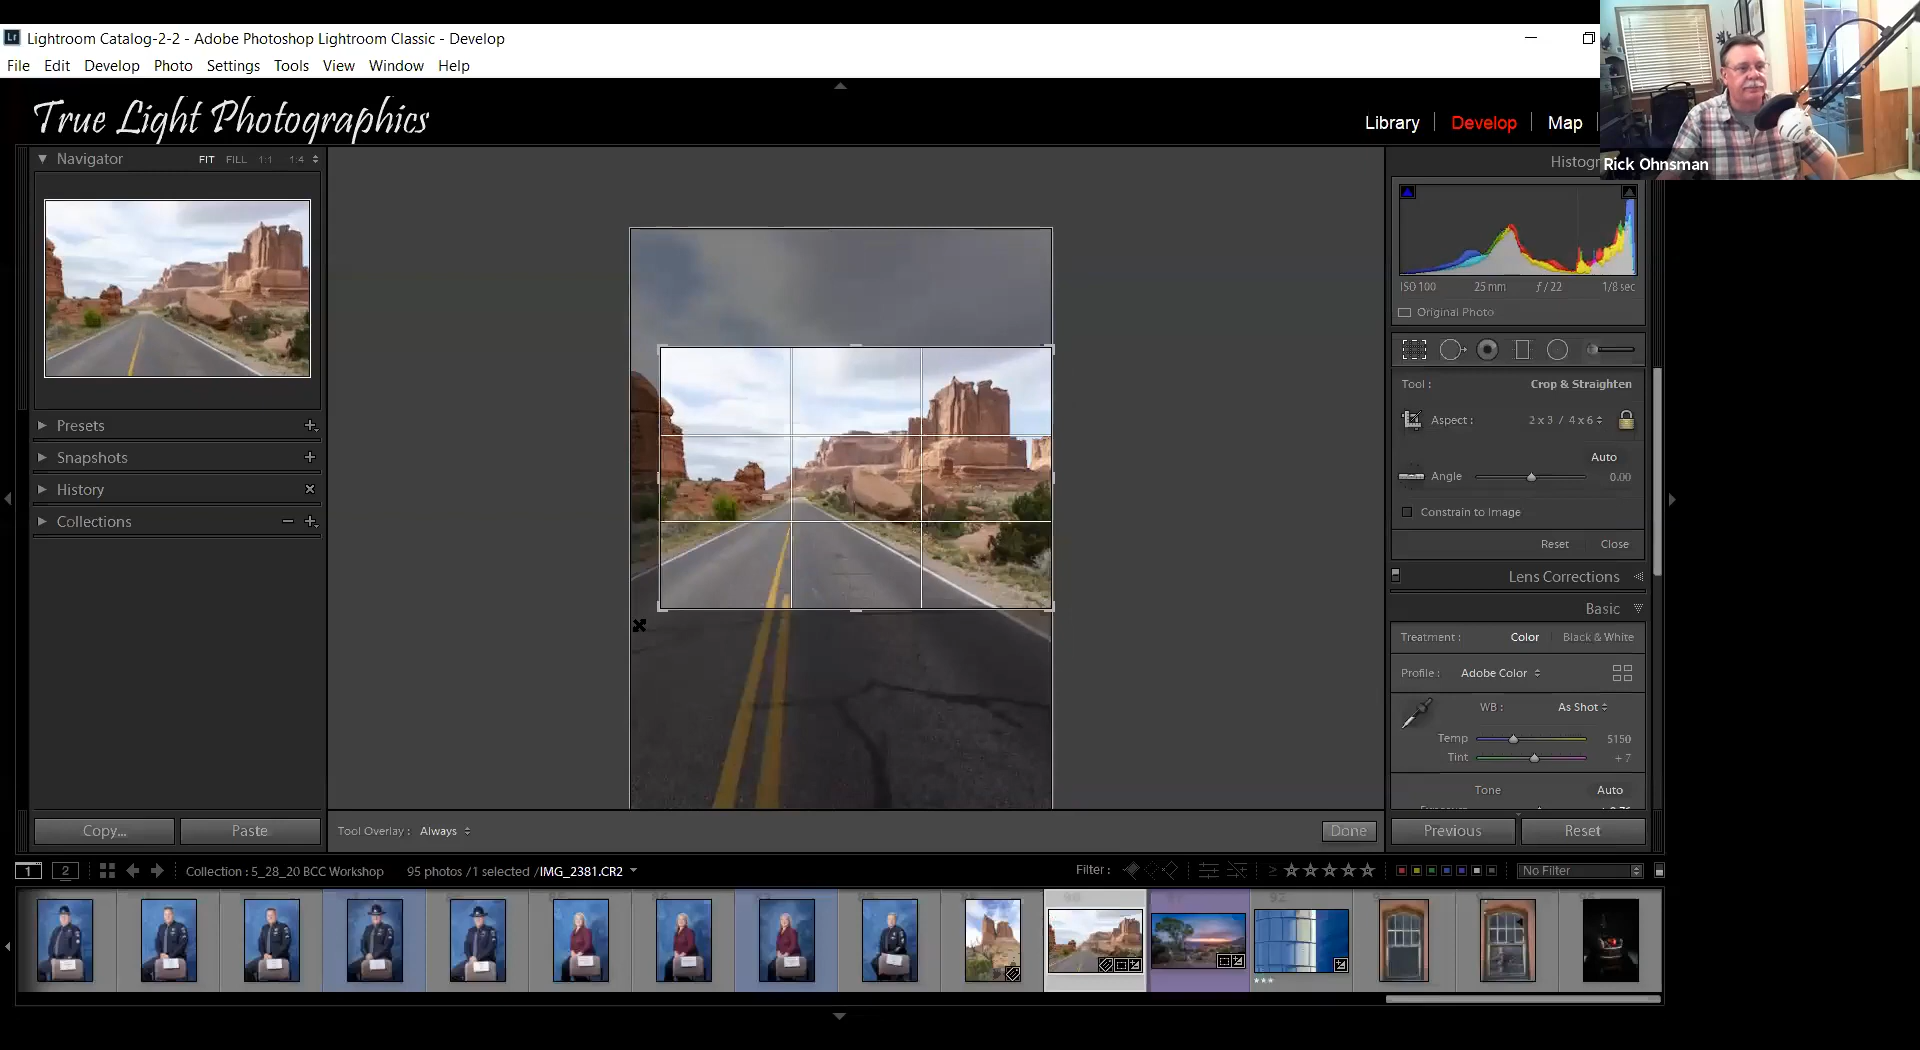 Lightroom Catalog-2-2 - Adobe Photoshop Lightroom Classic - Develop
File Edit Develop Photo Settings Tools View Window Help
True Light Photographics
Library Develop Map
Rick Ohnsman
Navigator FIT FILL 1:1 1:4
Presets
Snapshots
History
Collections
Copy... Paste
Tool Overlay : Always
Done
ISO 100 25 mm f / 22 1/8 sec
Original Photo
Tool : Crop & Straighten
Aspect : 2 x 3 / 4 x 6
Auto
Angle 0.00
Constrain to Image
Reset Close
Lens Corrections
Basic
Treatment : Color Black & White
Profile : Adobe Color
WB : As Shot
Temp 5150
Tint + 7
Tone Auto
Previous Reset
1 2 Collection : 5_28_20 BCC Workshop 95 photos / 1 selected / IMG_2381.CR2
Filter : No Filter